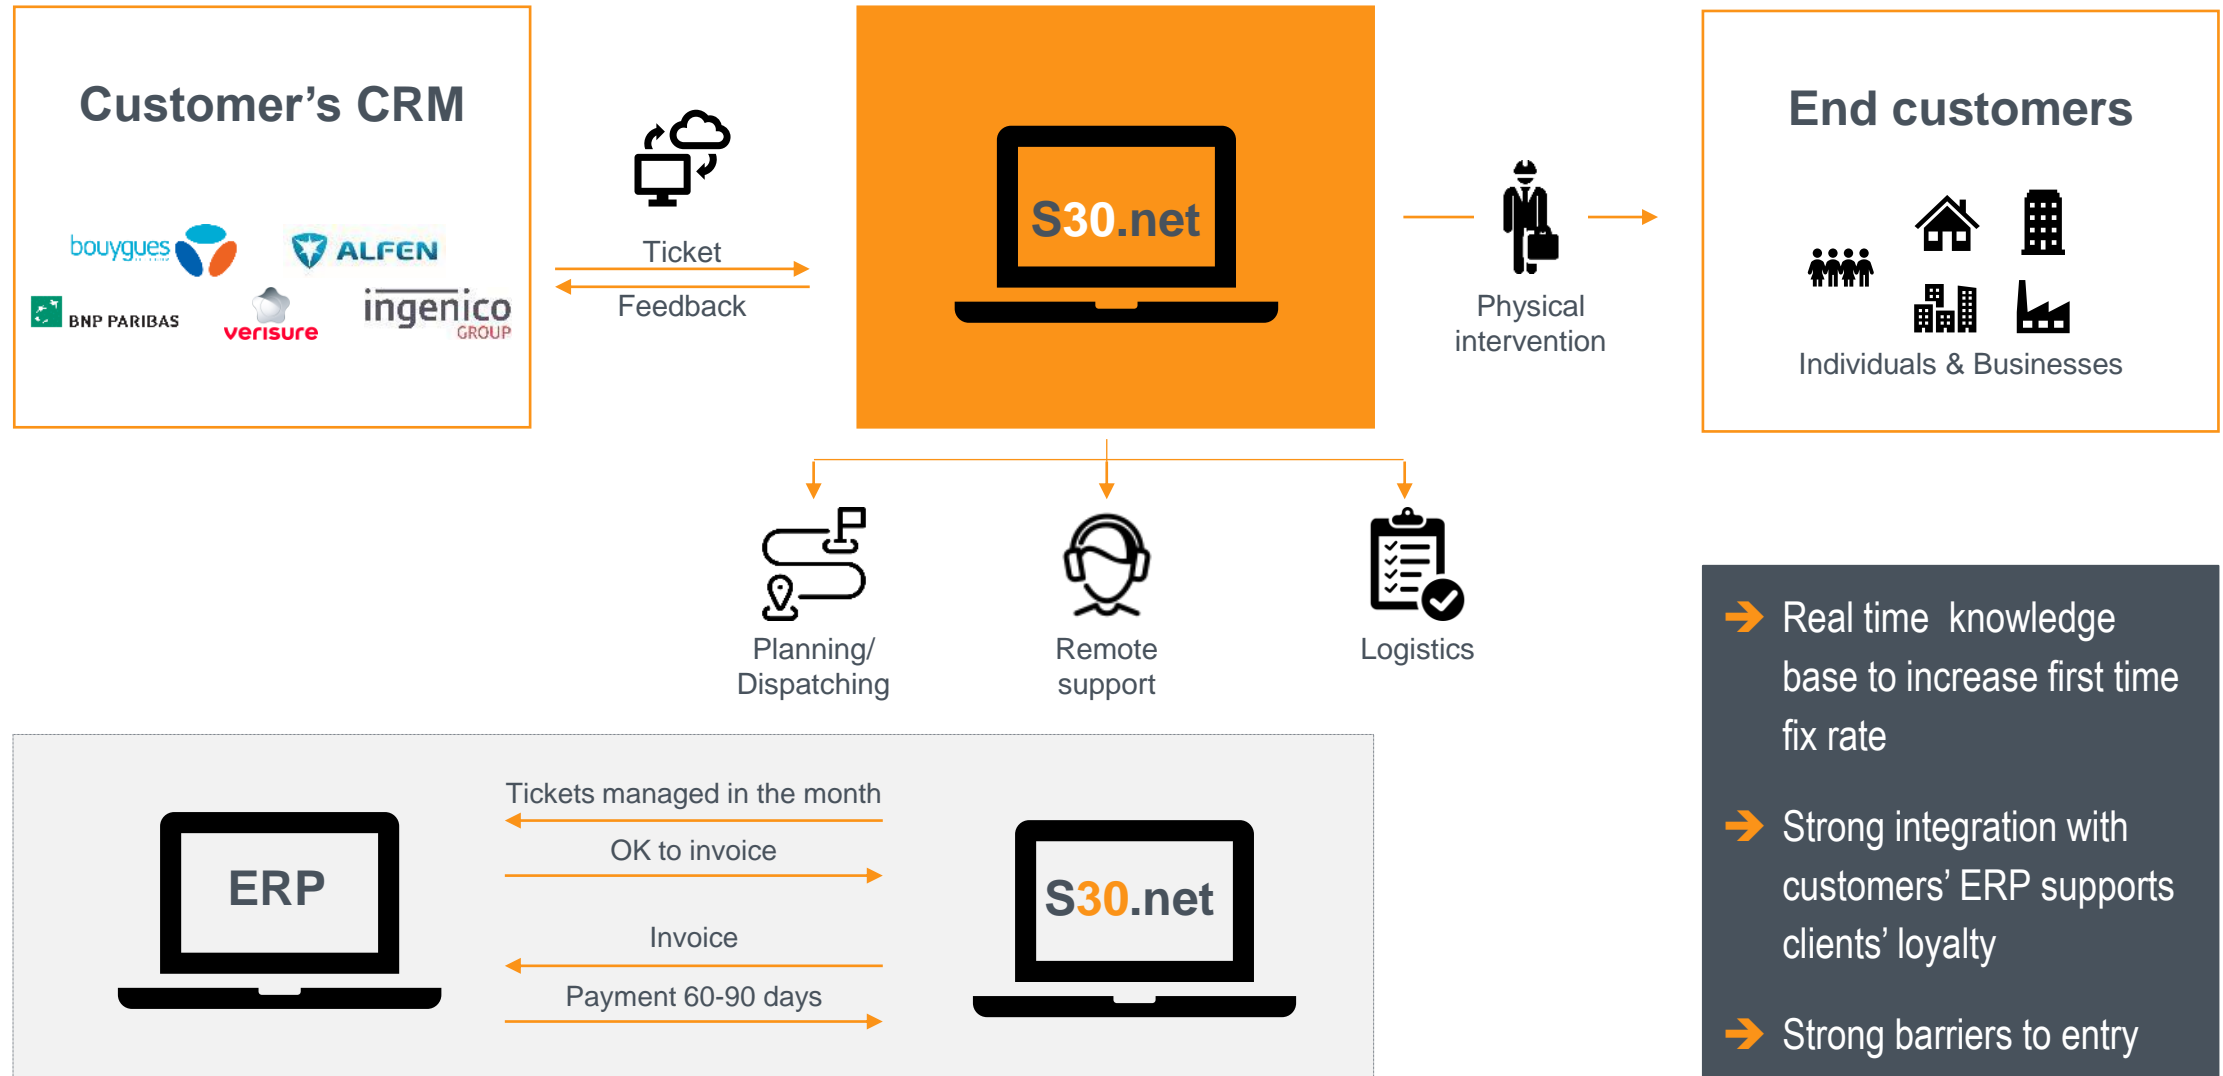 Customer’s CRM
bouygues
ALFEN
BNP PARIBAS
verisure
ingenico
GROUP
Ticket
Feedback
S30.net
Physical
intervention
End customers
Individuals & Businesses
Planning/
Dispatching
Remote
support
Logistics
ERP
Tickets managed in the month
OK to invoice
Invoice
Payment 60-90 days
S30.net
Real time knowledge
base to increase first time
fix rate
Strong integration with
customers’ ERP supports
clients’ loyalty
Strong barriers to entry